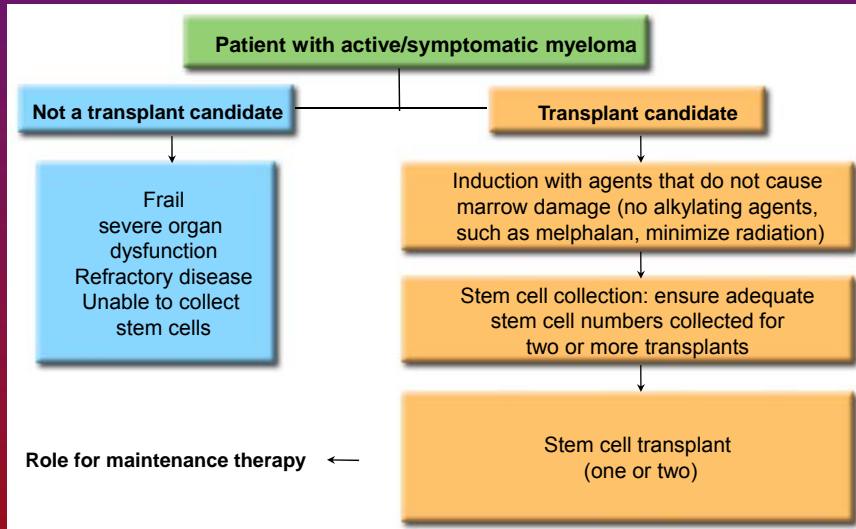 Patient with active/symptomatic myeloma
Not a transplant candidate
Transplant candidate
Frail
severe organ
dysfunction
Refractory disease
Unable to collect
stem cells
Induction with agents that do not cause
marrow damage (no alkylating agents,
such as melphalan, minimize radiation)
Stem cell collection: ensure adequate
stem cell numbers collected for
two or more transplants
Stem cell transplant
(one or two)
Role for maintenance therapy